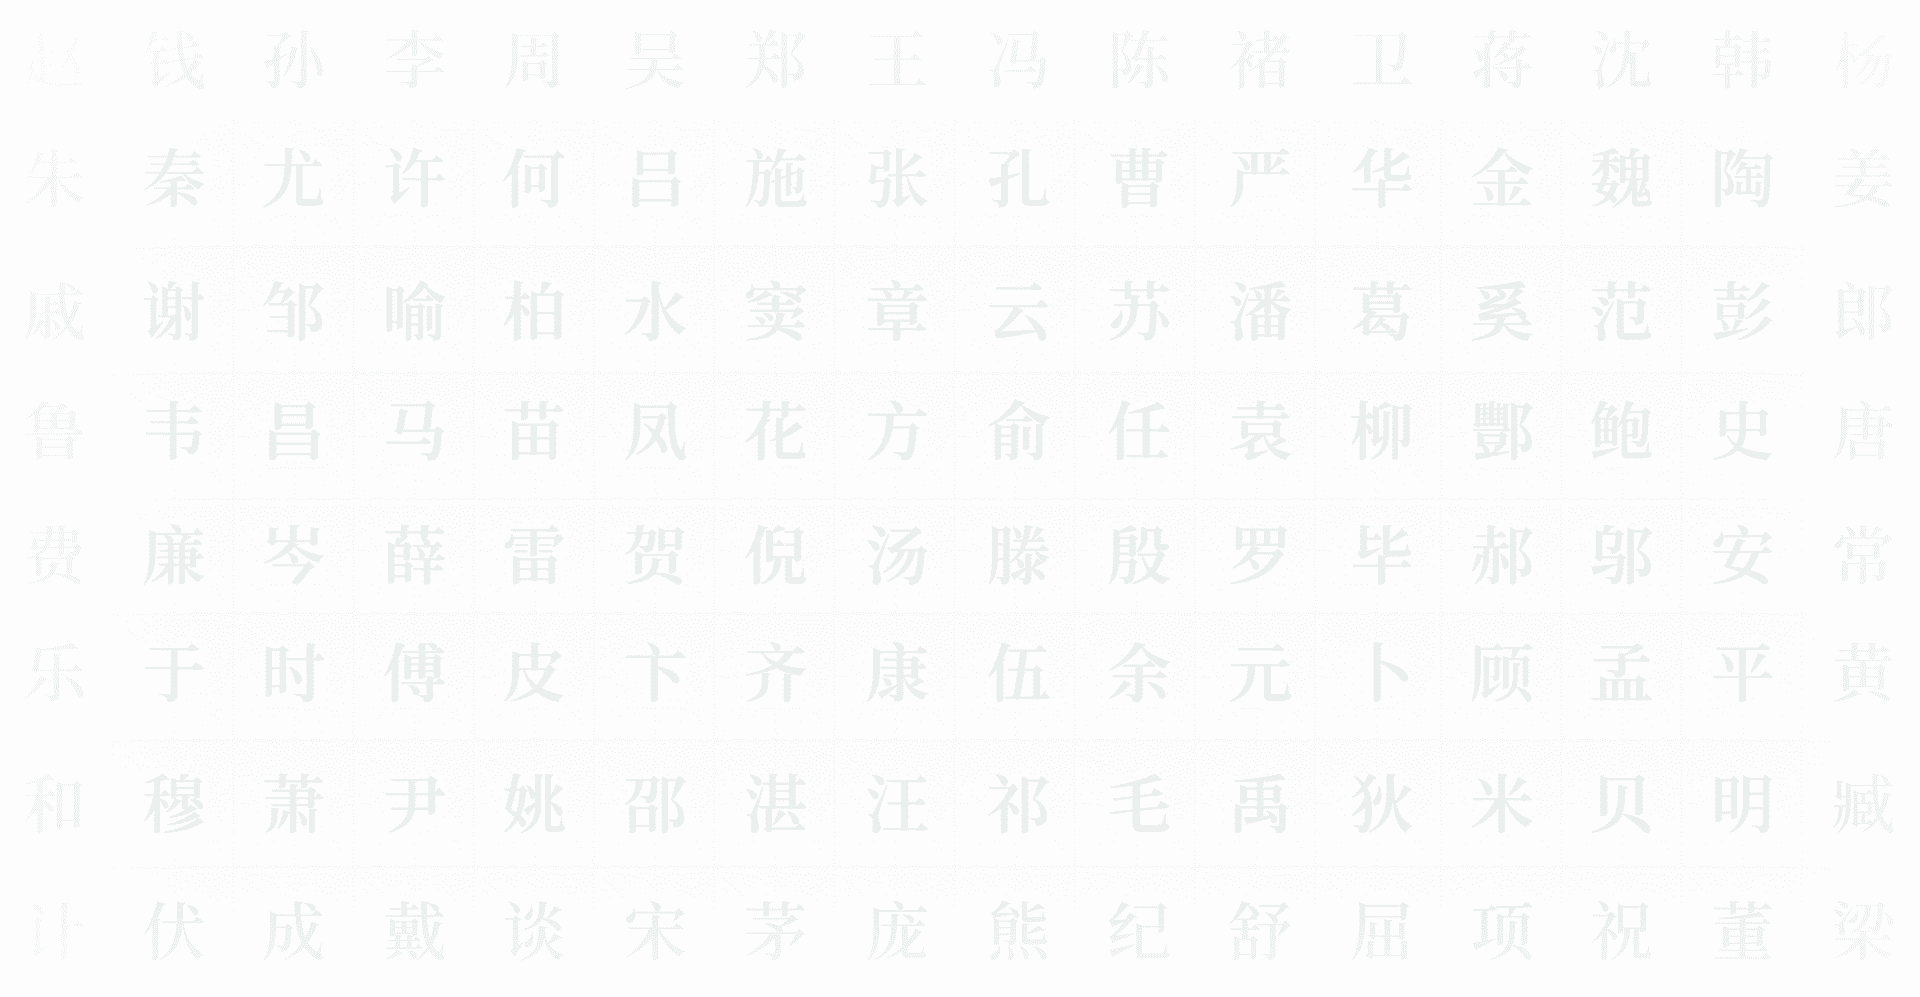 赵 钱 孙 李 周 吴 郑 王 冯 陈 褚 卫 蒋 沈 韩 杨
朱 秦 尤 许 何 吕 施 张 孔 曹 严 华 金 魏 陶 姜
戚 谢 邹 喻 柏 水 窦 章 云 苏 潘 葛 奚 范 彭 郎
鲁 韦 昌 马 苗 凤 花 方 俞 任 袁 柳 酆 鲍 史 唐
费 廉 岑 薛 雷 贺 倪 汤 滕 殷 罗 毕 郝 邬 安 常
乐 于 时 傅 皮 卞 齐 康 伍 余 元 卜 顾 孟 平 黄
和 穆 萧 尹 姚 邵 湛 汪 祁 毛 禹 狄 米 贝 明 臧
计 伏 成 戴 谈 宋 茅 庞 熊 纪 舒 屈 项 祝 董 梁